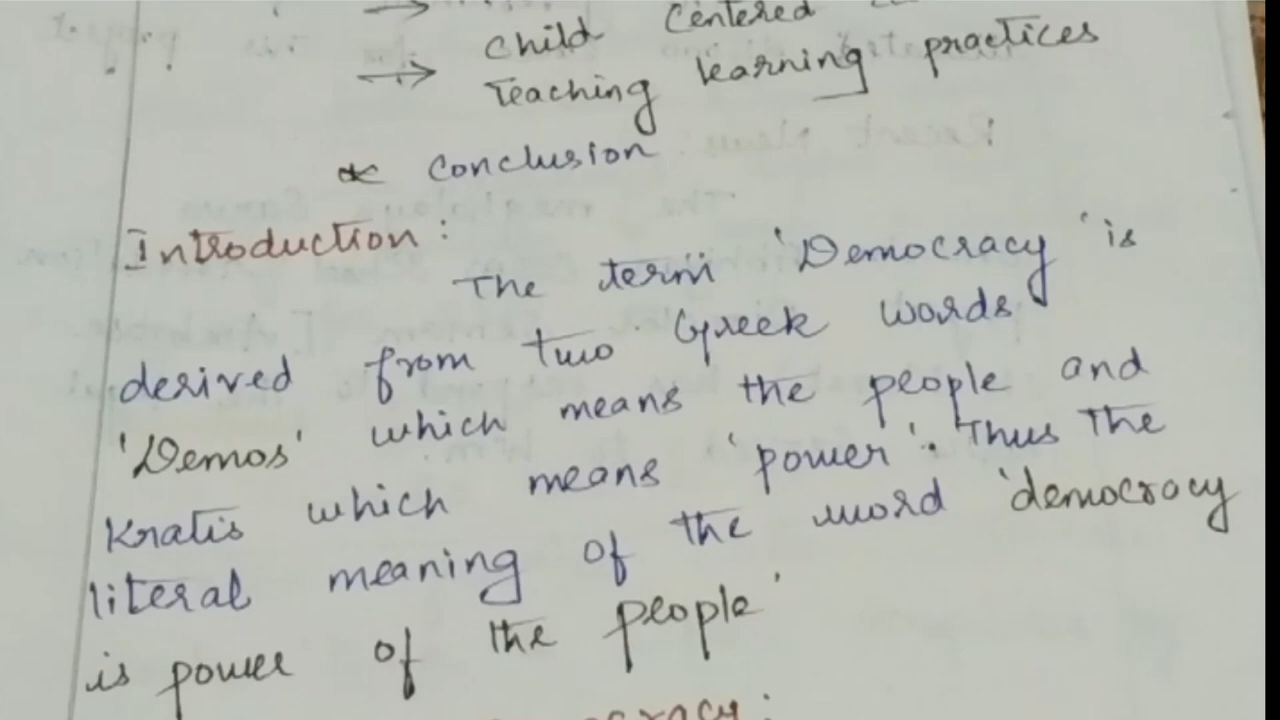 → Child Centered
→ Teaching learning practices
* Conclusion
Introduction:
The term 'Democracy' is
derived from two Greek words
'Demos' which means the people and
Kratis which means 'power'. Thus the
literal meaning of the word 'democracy
is power of the people'